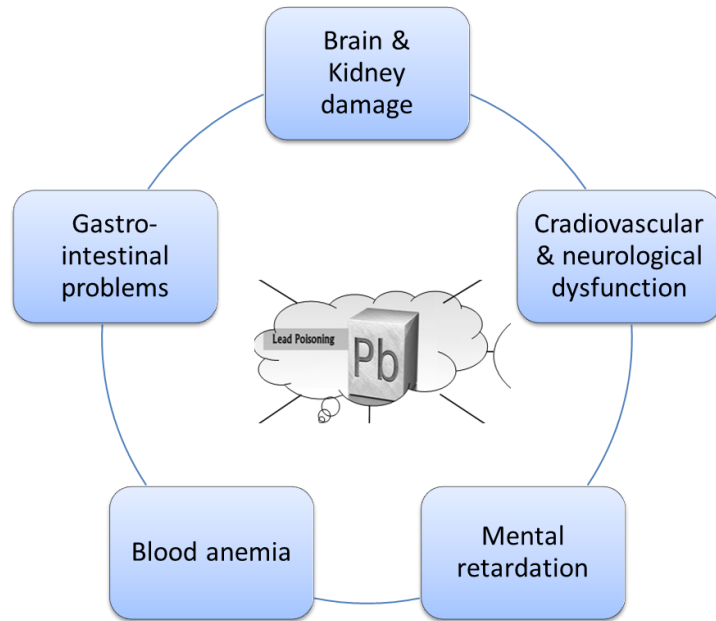 Brain &
Kidney
damage
Gastro-
intestinal
problems
Cradiovascular
& neurological
dysfunction
Lead Poisoning
Pb
Blood anemia
Mental
retardation